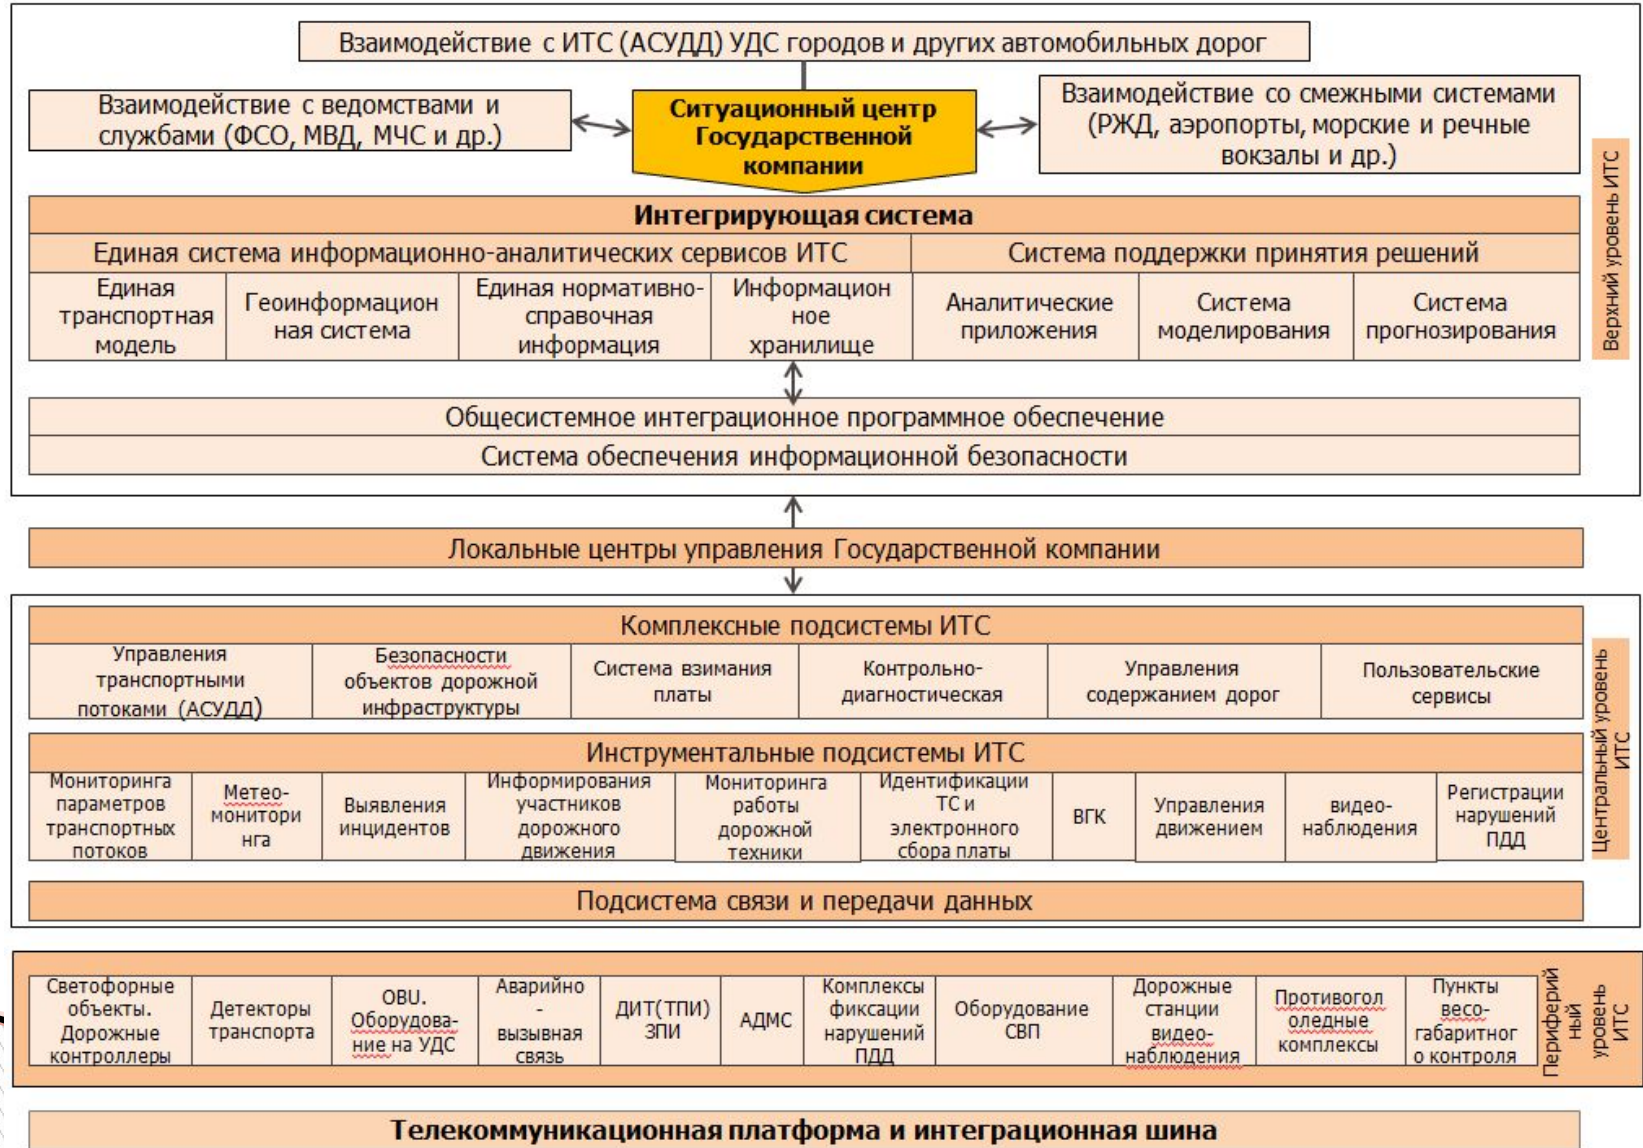 Взаимодействие с ИТС (АСУДД) УДС городов и других автомобильных дорог
Взаимодействие с ведомствами и
службами (ФСО, МВД, МЧС и др.)
Ситуационный центр
Государственной
компании
Взаимодействие со смежными системами
(РЖД, аэропорты, морские и речные
вокзалы и др.)
Верхний уровень ИТС
Интегрирующая система
Единая система информационно-аналитических сервисов ИТС
Система поддержки принятия решений
Единая
транспортная
модель
Геоинформацион
ная система
Единая нормативно-
справочная
информация
Информацион
ное
хранилище
Аналитические
приложения
Система
моделирования
Система
прогнозирования
Общесистемное интеграционное программное обеспечение
Система обеспечения информационной безопасности
Локальные центры управления Государственной компании
Комплексные подсистемы ИТС
Управления
транспортными
потоками (АСУДД)
Безопасности
объектов дорожной
инфраструктуры
Система взимания
платы
Контрольно-
диагностическая
Управления
содержанием дорог
Пользовательские
сервисы
Центральный уровень
ИТС
Инструментальные подсистемы ИТС
Мониторинга
параметров
транспортных
потоков
Метео-
монитори
нга
Выявления
инцидентов
Информирования
участников
дорожного
движения
Мониторинга
работы
дорожной
техники
Идентификации
ТС и
электронного
сбора платы
ВГК
Управления
движением
видео-
наблюдения
Регистрации
нарушений
ПДД
Подсистема связи и передачи данных
Светофорные
объекты.
Дорожные
контроллеры
Детекторы
транспорта
OBU.
Оборудова-
ние на УДС
Аварийно
-
вызывная
связь
ДИТ(ТПИ)
ЗПИ
АДМС
Комплексы
фиксации
нарушений
ПДД
Оборудование
СВП
Дорожные
станции
видео-
наблюдения
Противогол
оледные
комплексы
Пункты
весо-
габаритног
о контроля
Периферий
ный
уровень
ИТС
Телекоммуникационная платформа и интеграционная шина